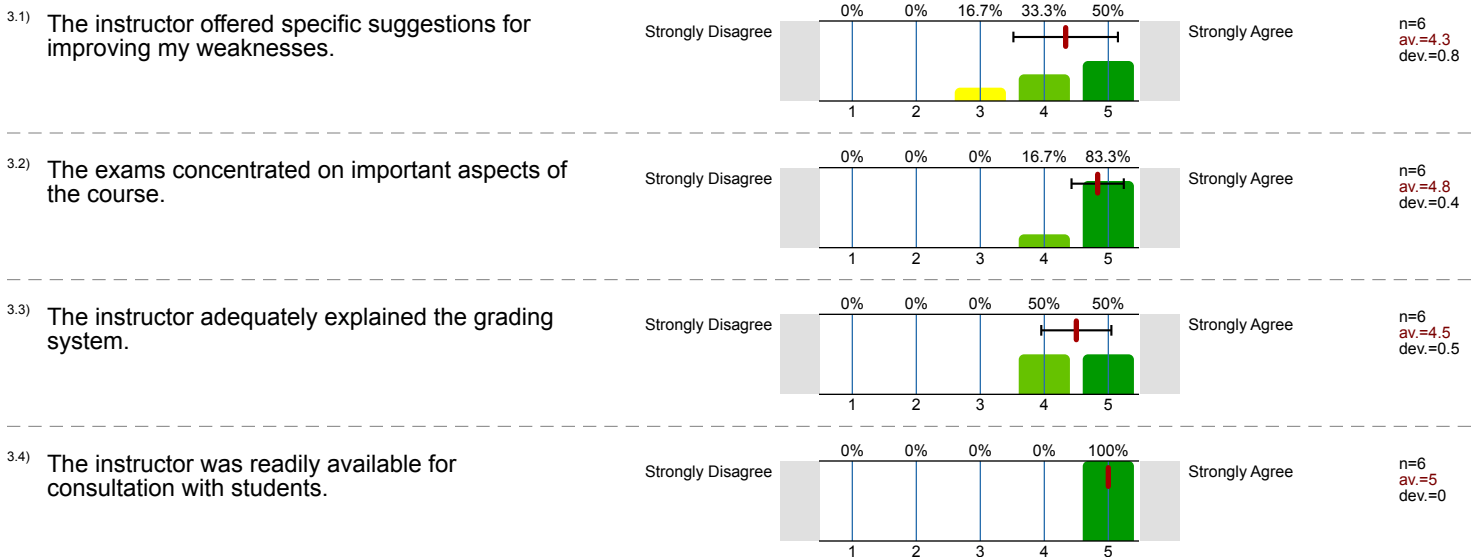 3.1) The instructor offered specific suggestions for
improving my weaknesses.
0% 0% 16.7% 33.3% 50%
Strongly Disagree
Strongly Agree
n=6
av.=4.3
dev.=0.8
1 2 3 4 5
3.2) The exams concentrated on important aspects of
the course.
0% 0% 0% 16.7% 83.3%
Strongly Disagree
Strongly Agree
n=6
av.=4.8
dev.=0.4
1 2 3 4 5
3.3) The instructor adequately explained the grading
system.
0% 0% 0% 50% 50%
Strongly Disagree
Strongly Agree
n=6
av.=4.5
dev.=0.5
1 2 3 4 5
3.4) The instructor was readily available for
consultation with students.
0% 0% 0% 0% 100%
Strongly Disagree
Strongly Agree
n=6
av.=5
dev.=0
1 2 3 4 5